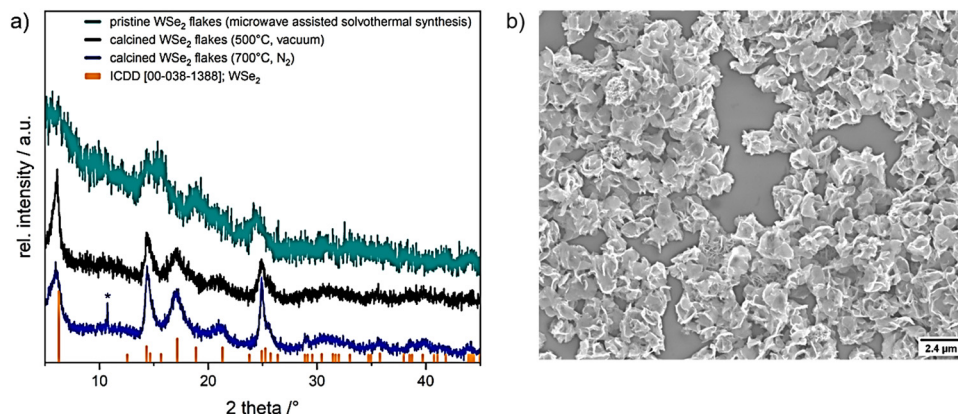 a)
pristine WSe₂ flakes (microwave assisted solvothermal synthesis)
calcined WSe₂ flakes (500°C, vacuum)
calcined WSe₂ flakes (700°C, N₂)
ICDD [00-038-1388]; WSe₂
rel. intensity / a.u.
*
10 20 30 40
2 theta /°
b)
2.4 µm